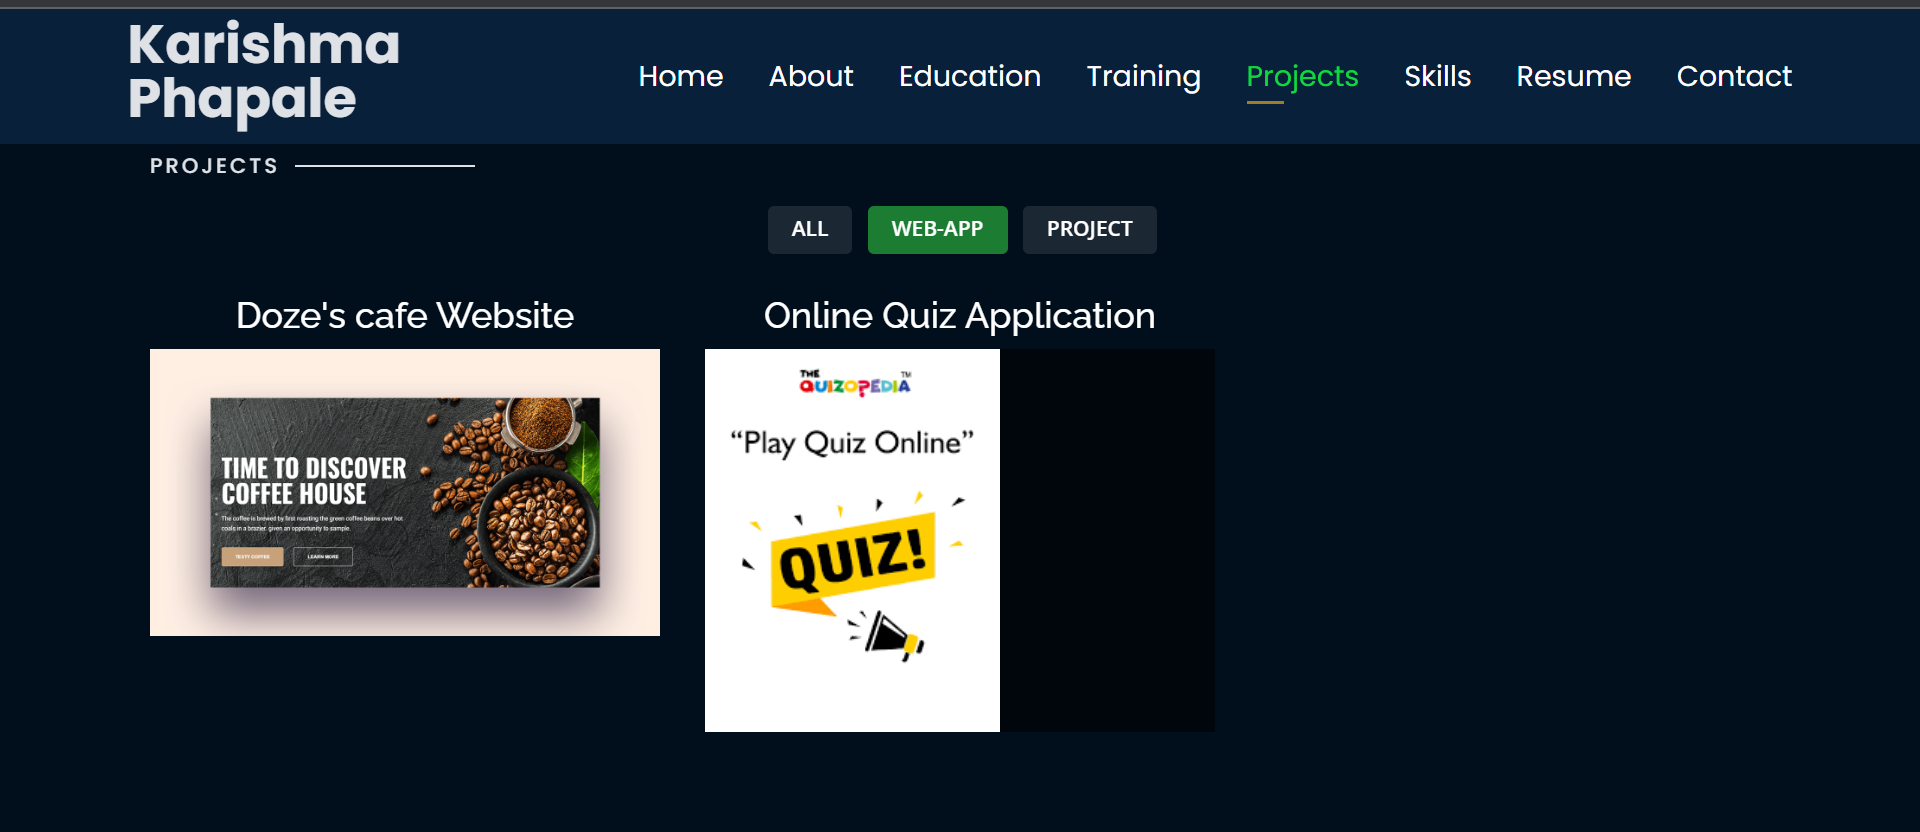 Karishma
Phapale
Home About Education Training Projects Skills Resume Contact
PROJECTS
ALL WEB-APP PROJECT
Doze's cafe Website
TIME TO DISCOVER
COFFEE HOUSE
The coffee is brewed by first roasting the green coffee beans over hot
coals in a brazier. given an opportunity to sample.
TESTY COFFEE LEARN MORE
Online Quiz Application
THE
QUIZOPEDIA TM
“Play Quiz Online”
QUIZ!